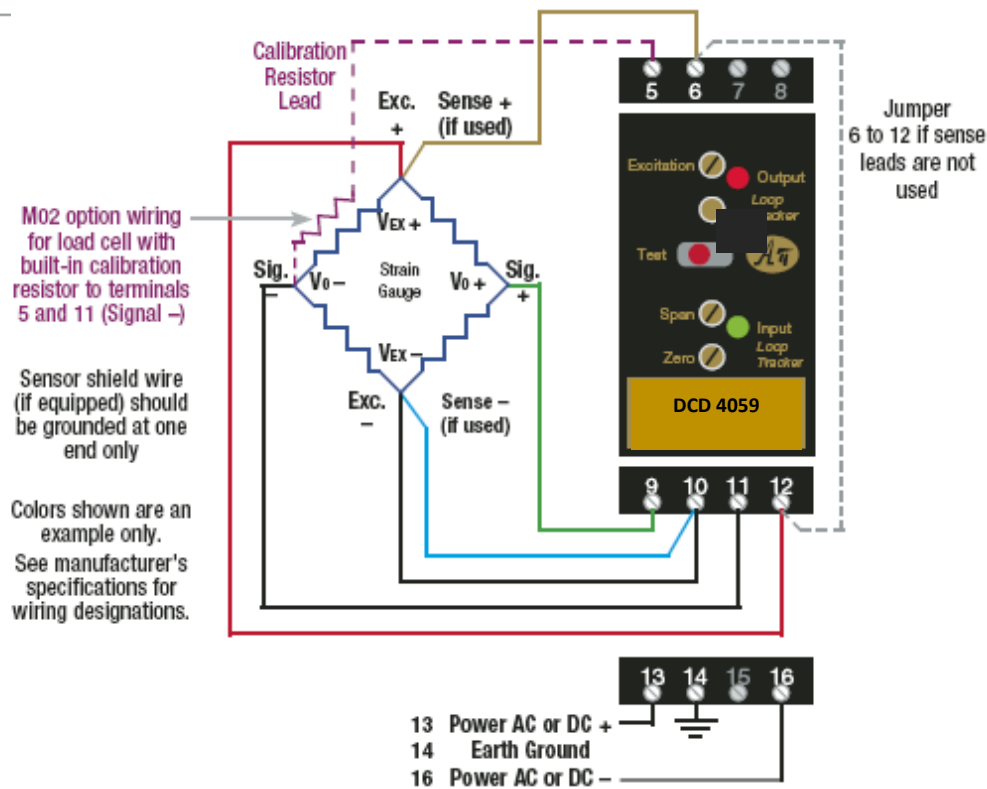 Calibration
Resistor
Lead
Exc.
+
Sense +
(if used)
5 6 7 8
Jumper
6 to 12 if sense
leads are not
used
Excitation
Output
Loop
Test
M02 option wiring
for load cell with
built-in calibration
resistor to terminals
5 and 11 (Signal –)
VEX +
Sig.
–
VO –
Strain
Gauge
VO +
Sig.
+
VEX –
Span
Input
Loop
Tracker
Zero
Exc.
–
Sense –
(if used)
Sensor shield wire
(if equipped) should
be grounded at one
end only
DCD 4059
9 10 11 12
Colors shown are an
example only.
See manufacturer's
specifications for
wiring designations.
13 14 15 16
13 Power AC or DC +
14 Earth Ground
16 Power AC or DC –